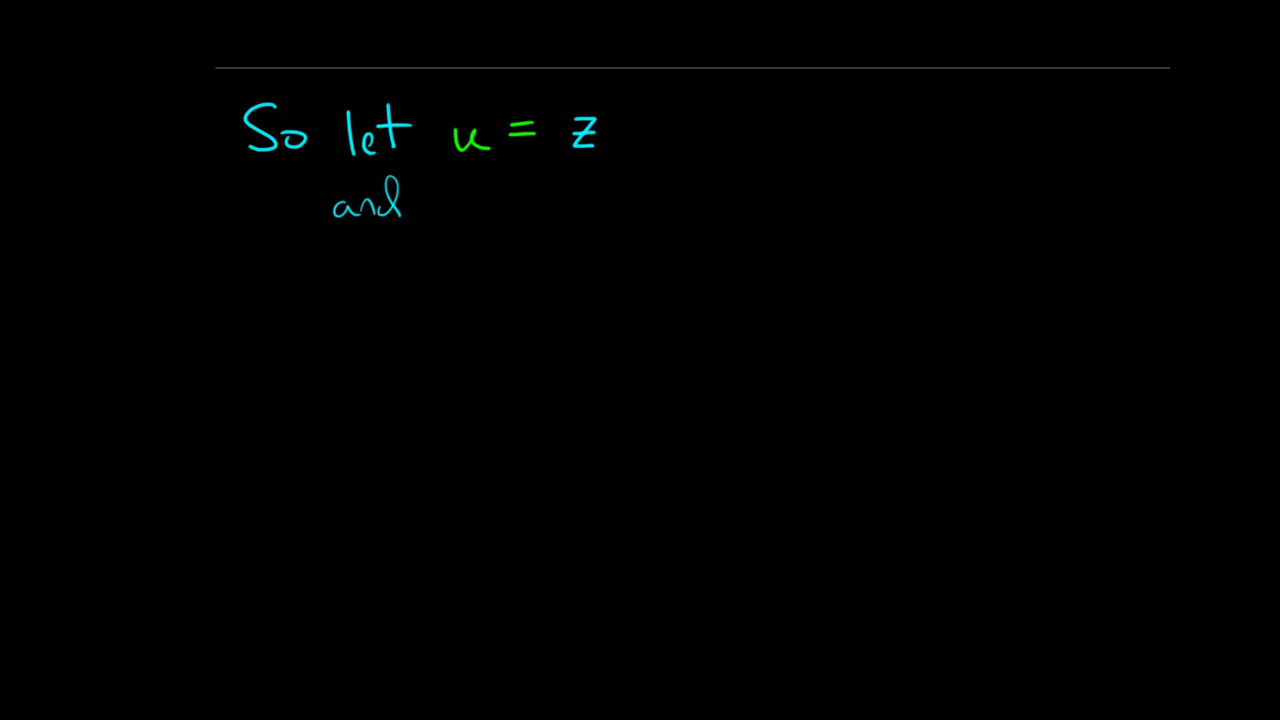 So let u = z
and